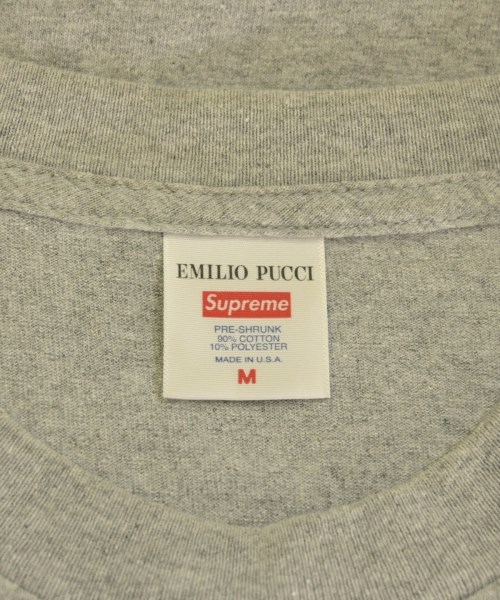 EMILIO PUCCI
Supreme
PRE-SHRUNK
90% COTTON
10% POLYESTER
MADE IN U.S.A.
M